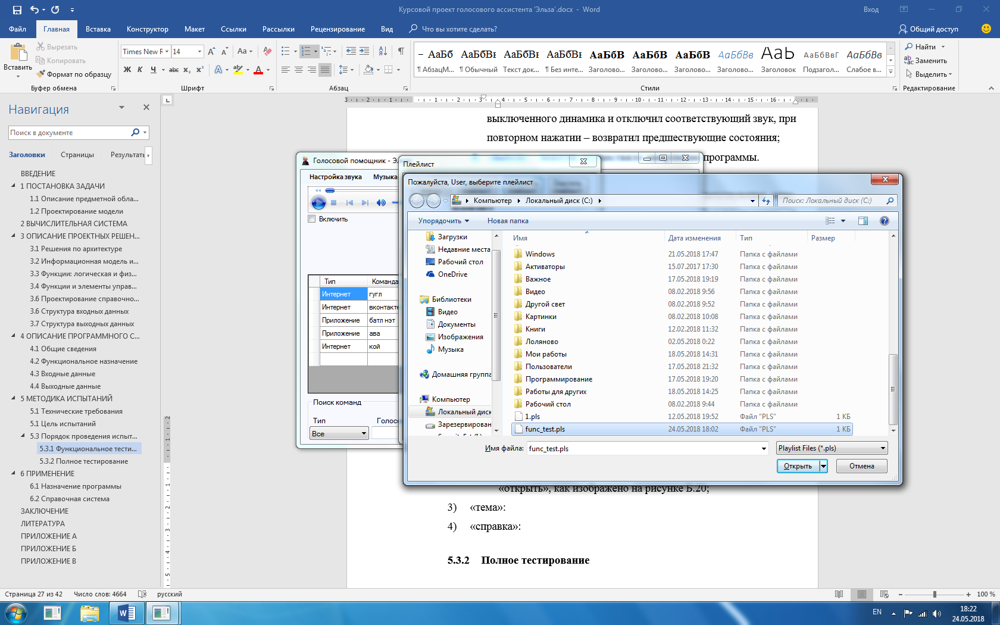 Курсовой проект голосового ассистента 'Эльза'.docx - Word
Вход
Файл
Главная
Вставка
Конструктор
Макет
Ссылки
Рассылки
Рецензирование
Вид
Что вы хотите сделать?
Общий доступ
Вставить
Вырезать
Копировать
Формат по образцу
Буфер обмена
Times New R
14
Шрифт
Абзац
АаБб
¶ АбзацМ...
АаБбВв
¶ Обычный
АаБбВв
Текст док...
АаБбВв
¶ Без инте...
АаБбВ
Заголово...
АаБбВ
Заголово...
АаБбВ
Заголово...
АаБбВв
Заголово...
АаЬ
Заголовок
АаБбВвГ
Подзагол...
АаБбВв
Слабое в...
Стили
Найти
Заменить
Выделить
Редактирование
Навигация
Поиск в документе
Заголовки
Страницы
Результать
ВВЕДЕНИЕ
1 ПОСТАНОВКА ЗАДАЧИ
1.1 Описание предметной обла...
1.2 Проектирование модели
2 ВЫЧИСЛИТЕЛЬНАЯ СИСТЕМА
3 ОПИСАНИЕ ПРОЕКТНЫХ РЕШЕН...
3.1 Решения по архитектуре
3.2 Информационная модель и...
3.3 Функции: логическая и физ...
3.4 Функции и элементы управ...
3.6 Проектирование справочно...
3.6 Структура входных данных
3.7 Структура выходных данных
4 ОПИСАНИЕ ПРОГРАММНОГО С...
4.1 Общие сведения
4.2 Функциональное назначение
4.3 Входные данные
4.4 Выходные данные
5 МЕТОДИКА ИСПЫТАНИЙ
5.1 Технические требования
5.1 Цель испытаний
5.3 Порядок проведения испыт...
5.3.1 Функциональное тести...
5.3.2 Полное тестирование
6 ПРИМЕНЕНИЕ
6.1 Назначение программы
6.2 Справочная система
ЗАКЛЮЧЕНИЕ
ЛИТЕРАТУРА
ПРИЛОЖЕНИЕ А
ПРИЛОЖЕНИЕ Б
ПРИЛОЖЕНИЕ В
выключенного динамика и отключил соответствующий звук, при
повторном нажатии – возвратил предшествующие состояния;
программы.
Голосовой помощник - Э
Настройка звука
Музыка
Включить
Тип
Команда
Интернет
гугл
Интернет
вконтакте
Приложение
батл нэт
Приложение
ава
Интернет
кой
Поиск команд
Тип
Голосо
Все
Плейлист
Пожалуйста, User, выберите плейлист
Компьютер
Локальный диск (C:)
Поиск: Локальный диск (C:)
Упорядочить
Новая папка
Загрузки
Недавние места
Рабочий стол
OneDrive
Библиотеки
Видео
Документы
Изображения
Музыка
Домашняя группа
Компьютер
Локальный диск
Зарезервирован
Имя
Дата изменения
Тип
Размер
Windows 21.05.2018 17:47 Папка с файлами
Активаторы 15.07.2017 17:30 Папка с файлами
Важное 17.05.2018 19:19 Папка с файлами
Видео 08.02.2018 9:56 Папка с файлами
Другой свет 08.02.2018 9:52 Папка с файлами
Картинки 08.02.2018 10:08 Папка с файлами
Книги 12.02.2018 11:32 Папка с файлами
Лоляново 02.05.2018 0:22 Папка с файлами
Мои работы 18.05.2018 14:31 Папка с файлами
Пользователи 17.05.2018 21:32 Папка с файлами
Программирование 17.05.2018 19:20 Папка с файлами
Работы для других 18.05.2018 14:25 Папка с файлами
Рабочий стол 08.02.2018 9:44 Папка с файлами
1.pls 12.05.2018 19:52 Файл "PLS" 1 КБ
func_test.pls 24.05.2018 18:02 Файл "PLS" 1 КБ
Имя файла:
func_test.pls
Playlist Files (*.pls)
Открыть
Отмена
«открыть», как изображено на рисунке Б.20;
3) «тема»:
4) «справка»:
5.3.2 Полное тестирование
Страница 27 из 42
Число слов: 4664
русский
100 %
EN
18:22
24.05.2018